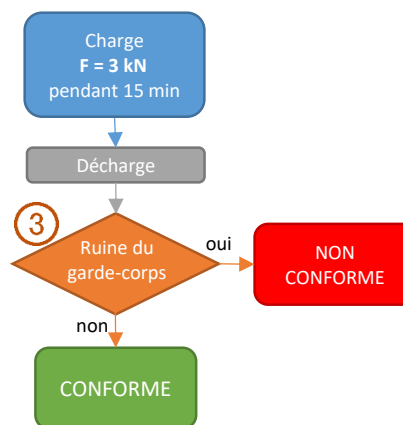 Charge
F = 3 kN
pendant 15 min
Décharge
3
Ruine du
garde-corps
oui
NON
CONFORME
non
CONFORME